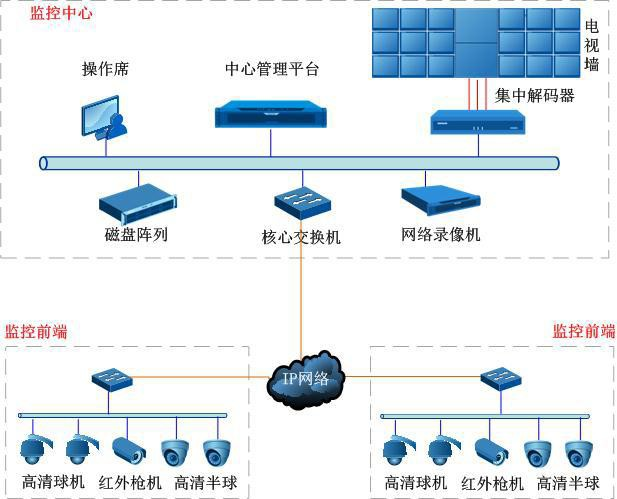 监控中心
电视墙
操作席
中心管理平台
集中解码器
磁盘阵列
核心交换机
网络录像机
监控前端
监控前端
IP网络
高清球机
红外枪机
高清半球
高清球机
红外枪机
高清半球